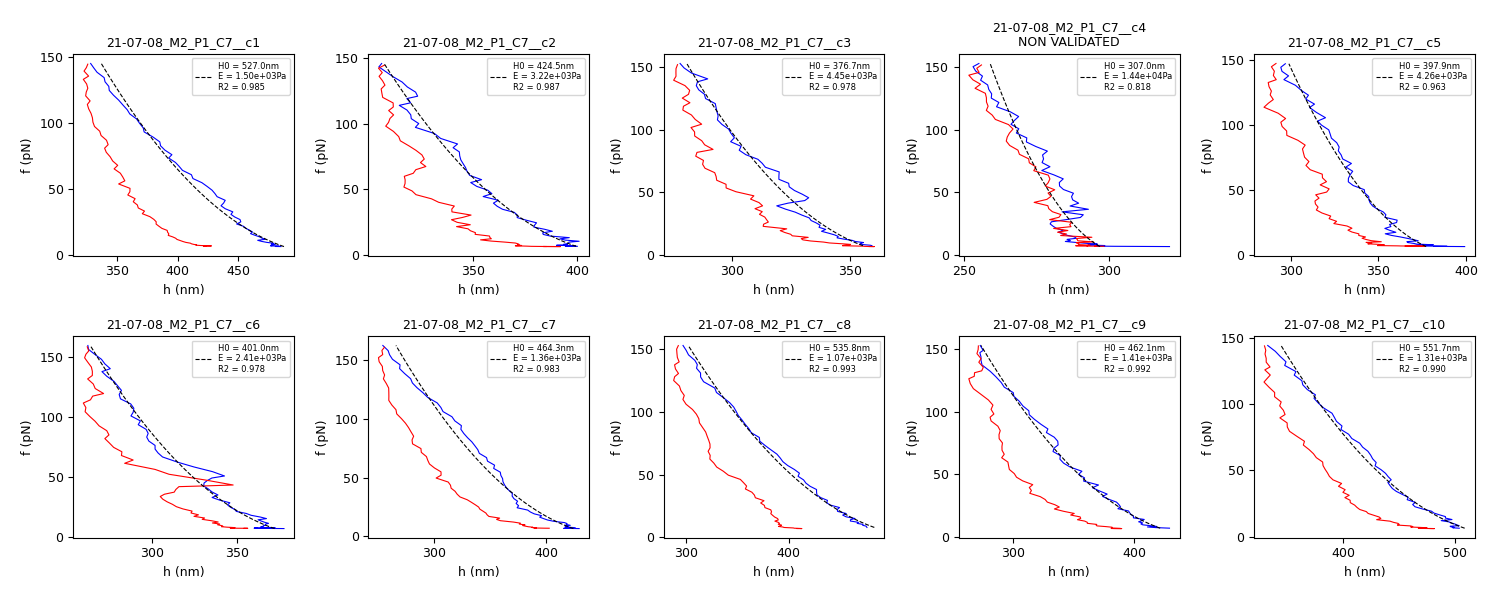 21-07-08_M2_P1_C7__c1
H0 = 527.0nm
E = 1.50e+03Pa
R2 = 0.985
150
100
50
0
f (pN)
350
400
450
h (nm)
21-07-08_M2_P1_C7__c2
H0 = 424.5nm
E = 3.22e+03Pa
R2 = 0.987
150
100
50
0
f (pN)
350
400
h (nm)
21-07-08_M2_P1_C7__c3
H0 = 376.7nm
E = 4.45e+03Pa
R2 = 0.978
150
100
50
0
f (pN)
300
350
h (nm)
21-07-08_M2_P1_C7__c4
NON VALIDATED
H0 = 307.0nm
E = 1.44e+04Pa
R2 = 0.818
150
100
50
0
f (pN)
250
300
h (nm)
21-07-08_M2_P1_C7__c5
H0 = 397.9nm
E = 4.26e+03Pa
R2 = 0.963
150
100
50
0
f (pN)
300
350
400
h (nm)
21-07-08_M2_P1_C7__c6
H0 = 401.0nm
E = 2.41e+03Pa
R2 = 0.978
150
100
50
0
f (pN)
300
350
h (nm)
21-07-08_M2_P1_C7__c7
H0 = 464.3nm
E = 1.36e+03Pa
R2 = 0.983
150
100
50
0
f (pN)
300
400
h (nm)
21-07-08_M2_P1_C7__c8
H0 = 535.8nm
E = 1.07e+03Pa
R2 = 0.993
150
100
50
0
f (pN)
300
400
h (nm)
21-07-08_M2_P1_C7__c9
H0 = 462.1nm
E = 1.41e+03Pa
R2 = 0.992
150
100
50
0
f (pN)
300
400
h (nm)
21-07-08_M2_P1_C7__c10
H0 = 551.7nm
E = 1.31e+03Pa
R2 = 0.990
150
100
50
0
f (pN)
400
500
h (nm)